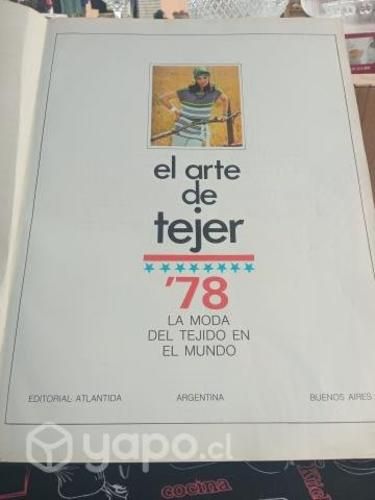 el arte
de
tejer
'78
LA MODA
DEL TEJIDO EN
EL MUNDO
EDITORIAL ATLANTIDA ARGENTINA BUENOS AIRES
yapo.cl
cocina